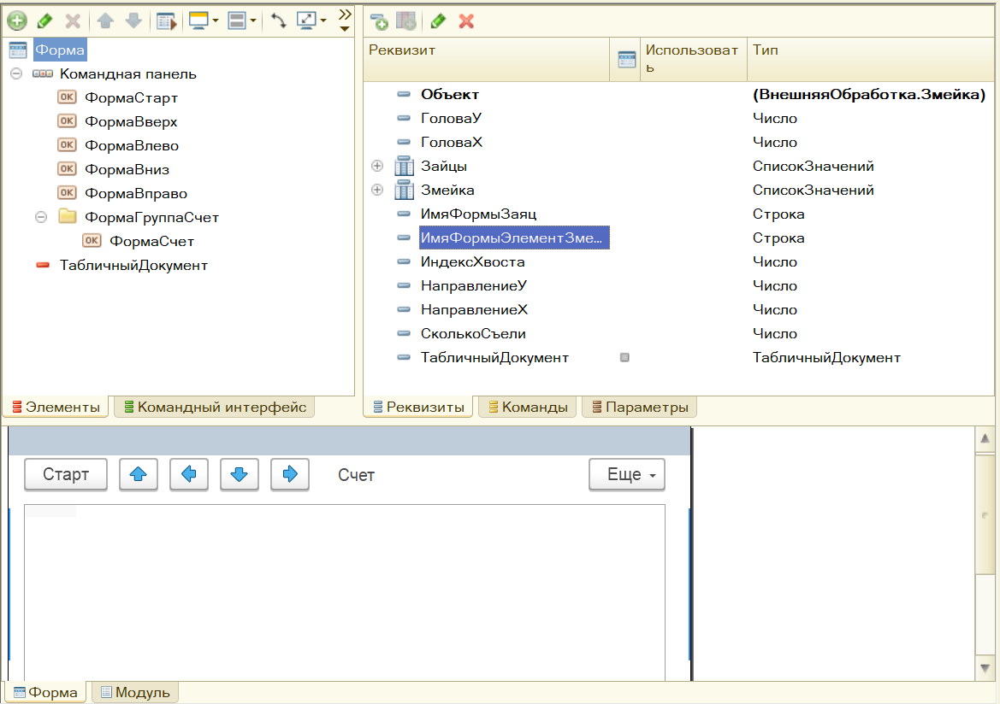 Форма
Командная панель
ФормаСтарт
ФормаВверх
ФормаВлево
ФормаВниз
ФормаВправо
ФормаГруппаСчет
ФормаСчет
ТабличныйДокумент
Элементы
Командный интерфейс
Реквизит
Использоват
ь
Тип
Объект (ВнешняяОбработка.Змейка)
ГоловаУ Число
ГоловаХ Число
Зайцы СписокЗначений
Змейка СписокЗначений
ИмяФормыЗаяц Строка
ИмяФормыЭлементЗме... Строка
ИндексХвоста Число
НаправлениеУ Число
НаправлениеХ Число
СколькоСъели Число
ТабличныйДокумент ТабличныйДокумент
Реквизиты
Команды
Параметры
Старт
Счет
Еще
Форма
Модуль